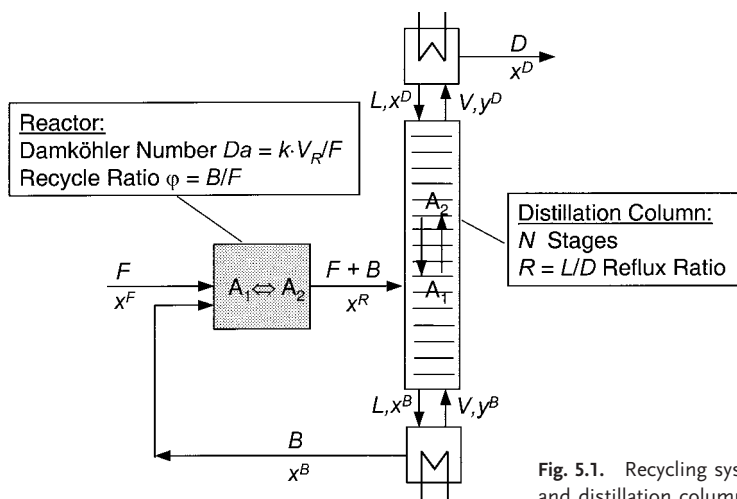 D
x^D
L,x^D
V,y^D
Reactor:
Damköhler Number Da = k·V_R/F
Recycle Ratio φ = B/F
A_2
Distillation Column:
N Stages
R = L/D Reflux Ratio
F
x^F
A_1 ⇔ A_2
F + B
x^R
A_1
L,x^B
V,y^B
B
x^B
Fig. 5.1. Recycling sys
and distillation column